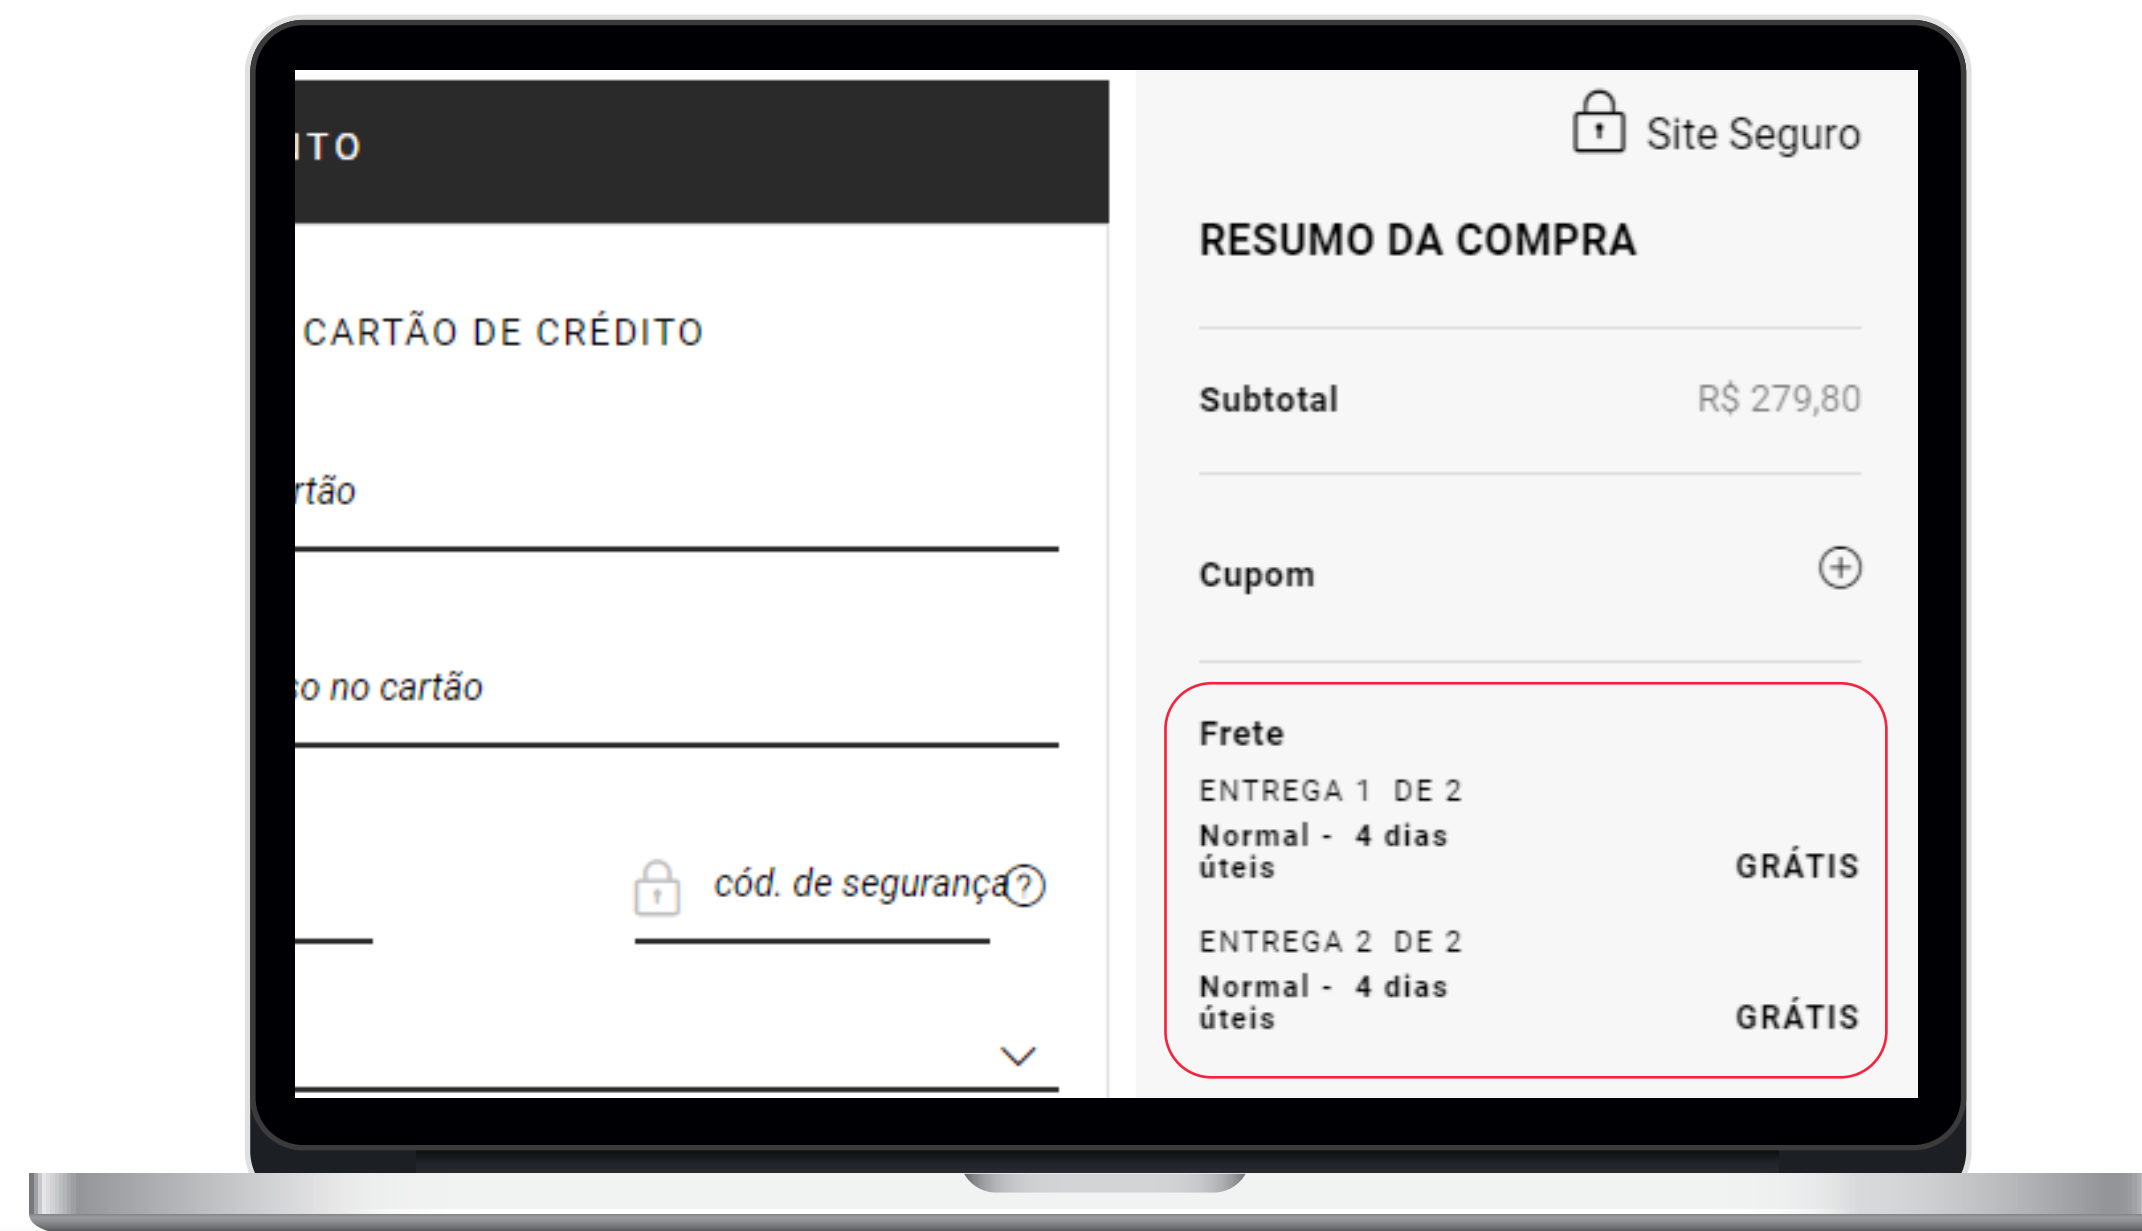 ITO
CARTÃO DE CRÉDITO
rtão
so no cartão
cód. de segurança
?
Site Seguro
RESUMO DA COMPRA
Subtotal R$ 279,80
Cupom
Frete
ENTREGA 1 DE 2
Normal - 4 dias
úteis GRÁTIS
ENTREGA 2 DE 2
Normal - 4 dias
úteis GRÁTIS